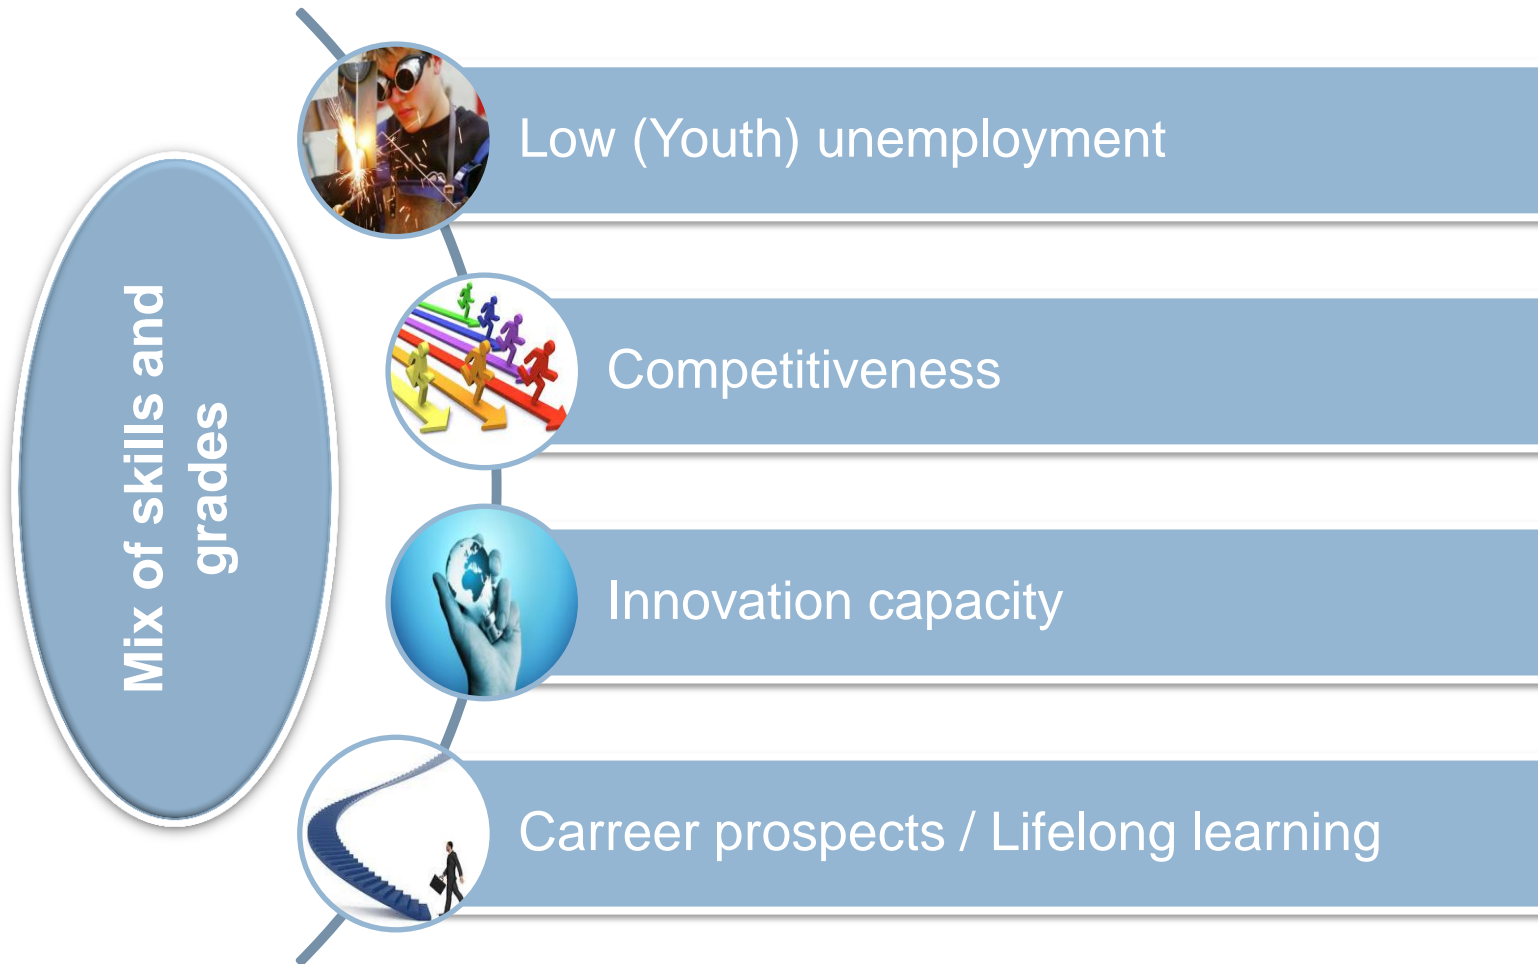 Mix of skills and
grades
Low (Youth) unemployment
Competitiveness
Innovation capacity
Carreer prospects / Lifelong learning